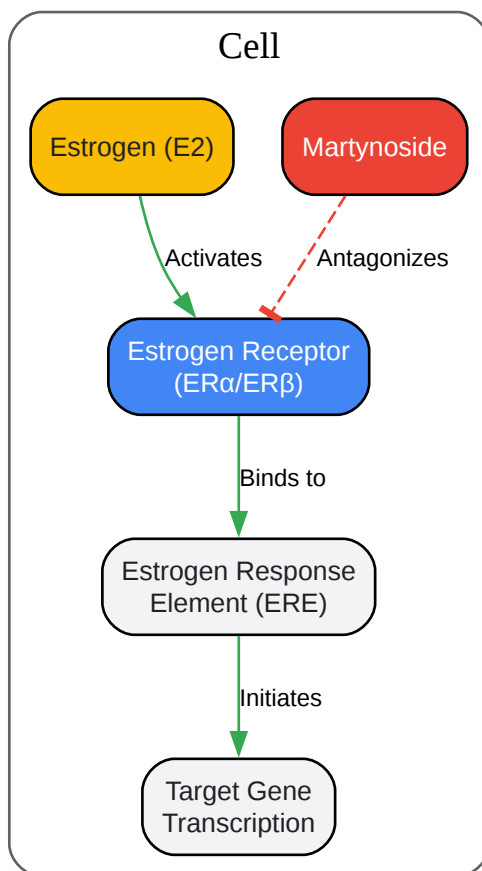 Cell
Estrogen (E2)
Martynoside
Activates
Antagonizes
Estrogen Receptor
(ERα/ERβ)
Binds to
Estrogen Response
Element (ERE)
Initiates
Target Gene
Transcription